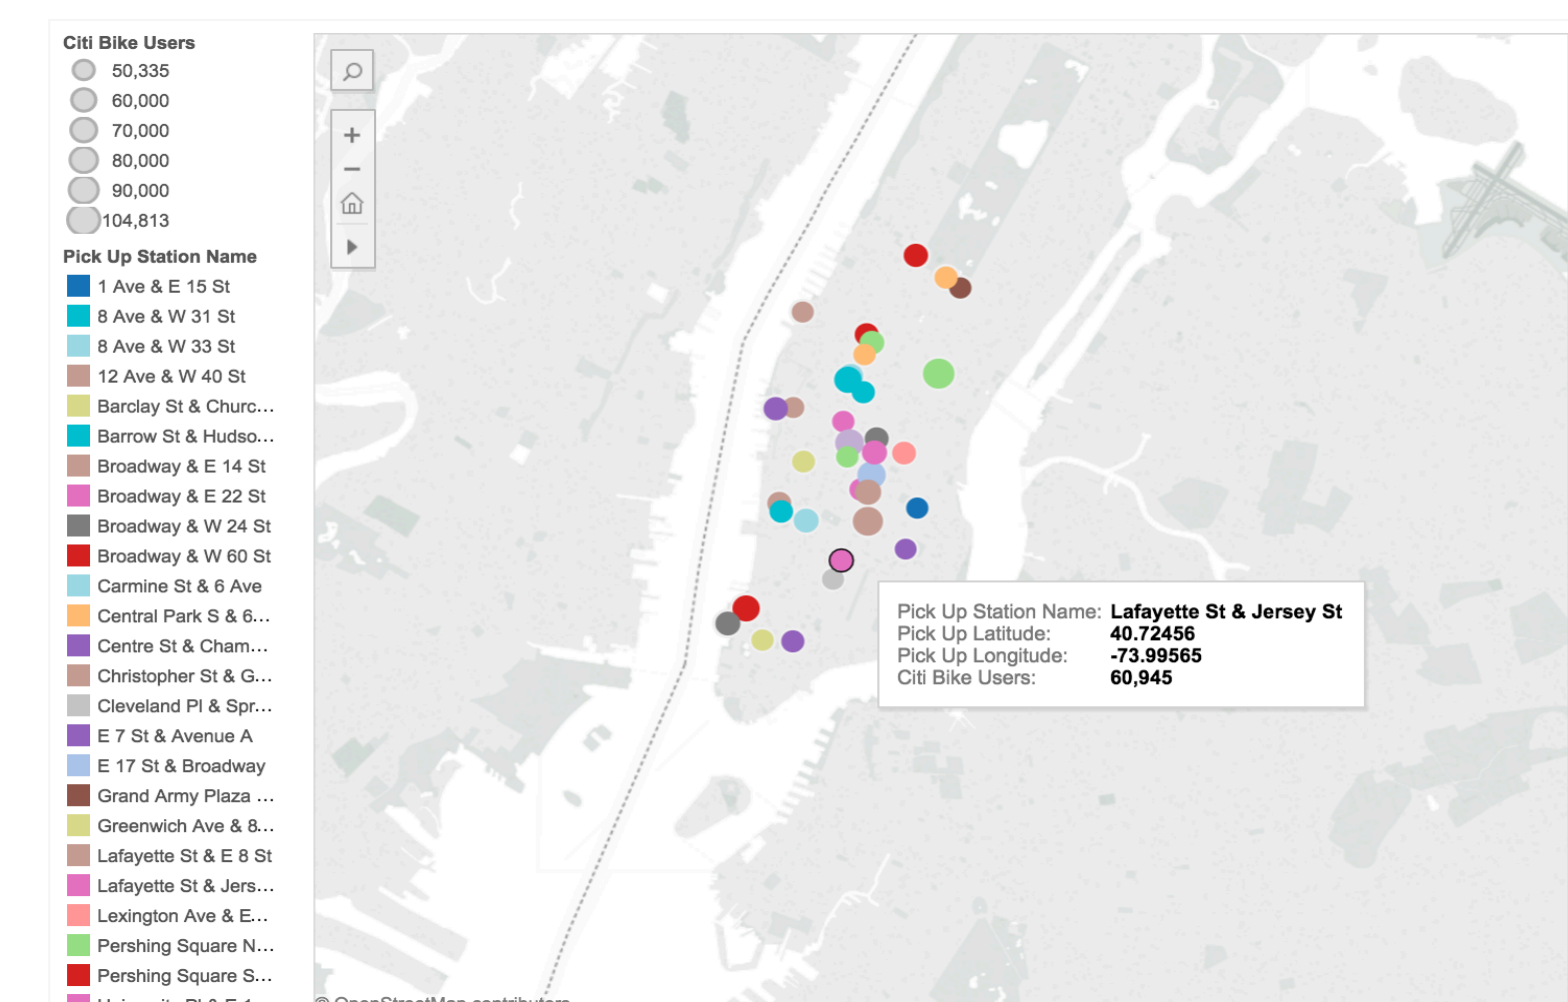 Citi Bike Users
50,335
60,000
70,000
80,000
90,000
104,813
Pick Up Station Name
1 Ave & E 15 St
8 Ave & W 31 St
8 Ave & W 33 St
12 Ave & W 40 St
Barclay St & Churc...
Barrow St & Hudso...
Broadway & E 14 St
Broadway & E 22 St
Broadway & W 24 St
Broadway & W 60 St
Carmine St & 6 Ave
Central Park S & 6...
Centre St & Cham...
Christopher St & G...
Cleveland Pl & Spr...
E 7 St & Avenue A
E 17 St & Broadway
Grand Army Plaza ...
Greenwich Ave & 8...
Lafayette St & E 8 St
Lafayette St & Jers...
Lexington Ave & E...
Pershing Square N...
Pershing Square S...
Pick Up Station Name: Lafayette St & Jersey St
Pick Up Latitude: 40.72456
Pick Up Longitude: -73.99565
Citi Bike Users: 60,945
© OpenStreetMap contributors